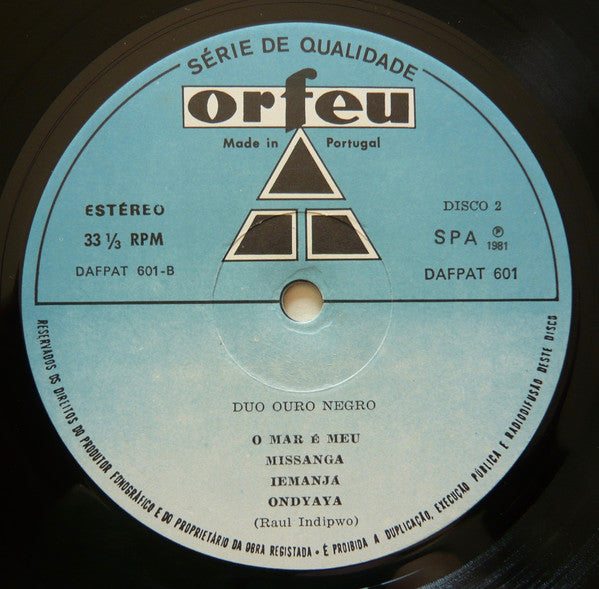 SÉRIE DE QUALIDADE
orfeu
Made in Portugal
ESTÉREO
33 ⅓ RPM
DAFPAT 601-B
DISCO 2
SPA ℗ 1981
DAFPAT 601
DUO OURO NEGRO
O MAR É MEU
MISSANGA
IEMANJA
ONDYAYA
(Raul Indipwo)
RESERVADOS OS DIREITOS DO PRODUTOR FONOGRÁFICO E DO PROPRIETÁRIO DA OBRA REGISTADA • É PROIBIDA A DUPLICAÇÃO, EXECUÇÃO PÚBLICA E RADIODIFUSÃO DESTE DISCO